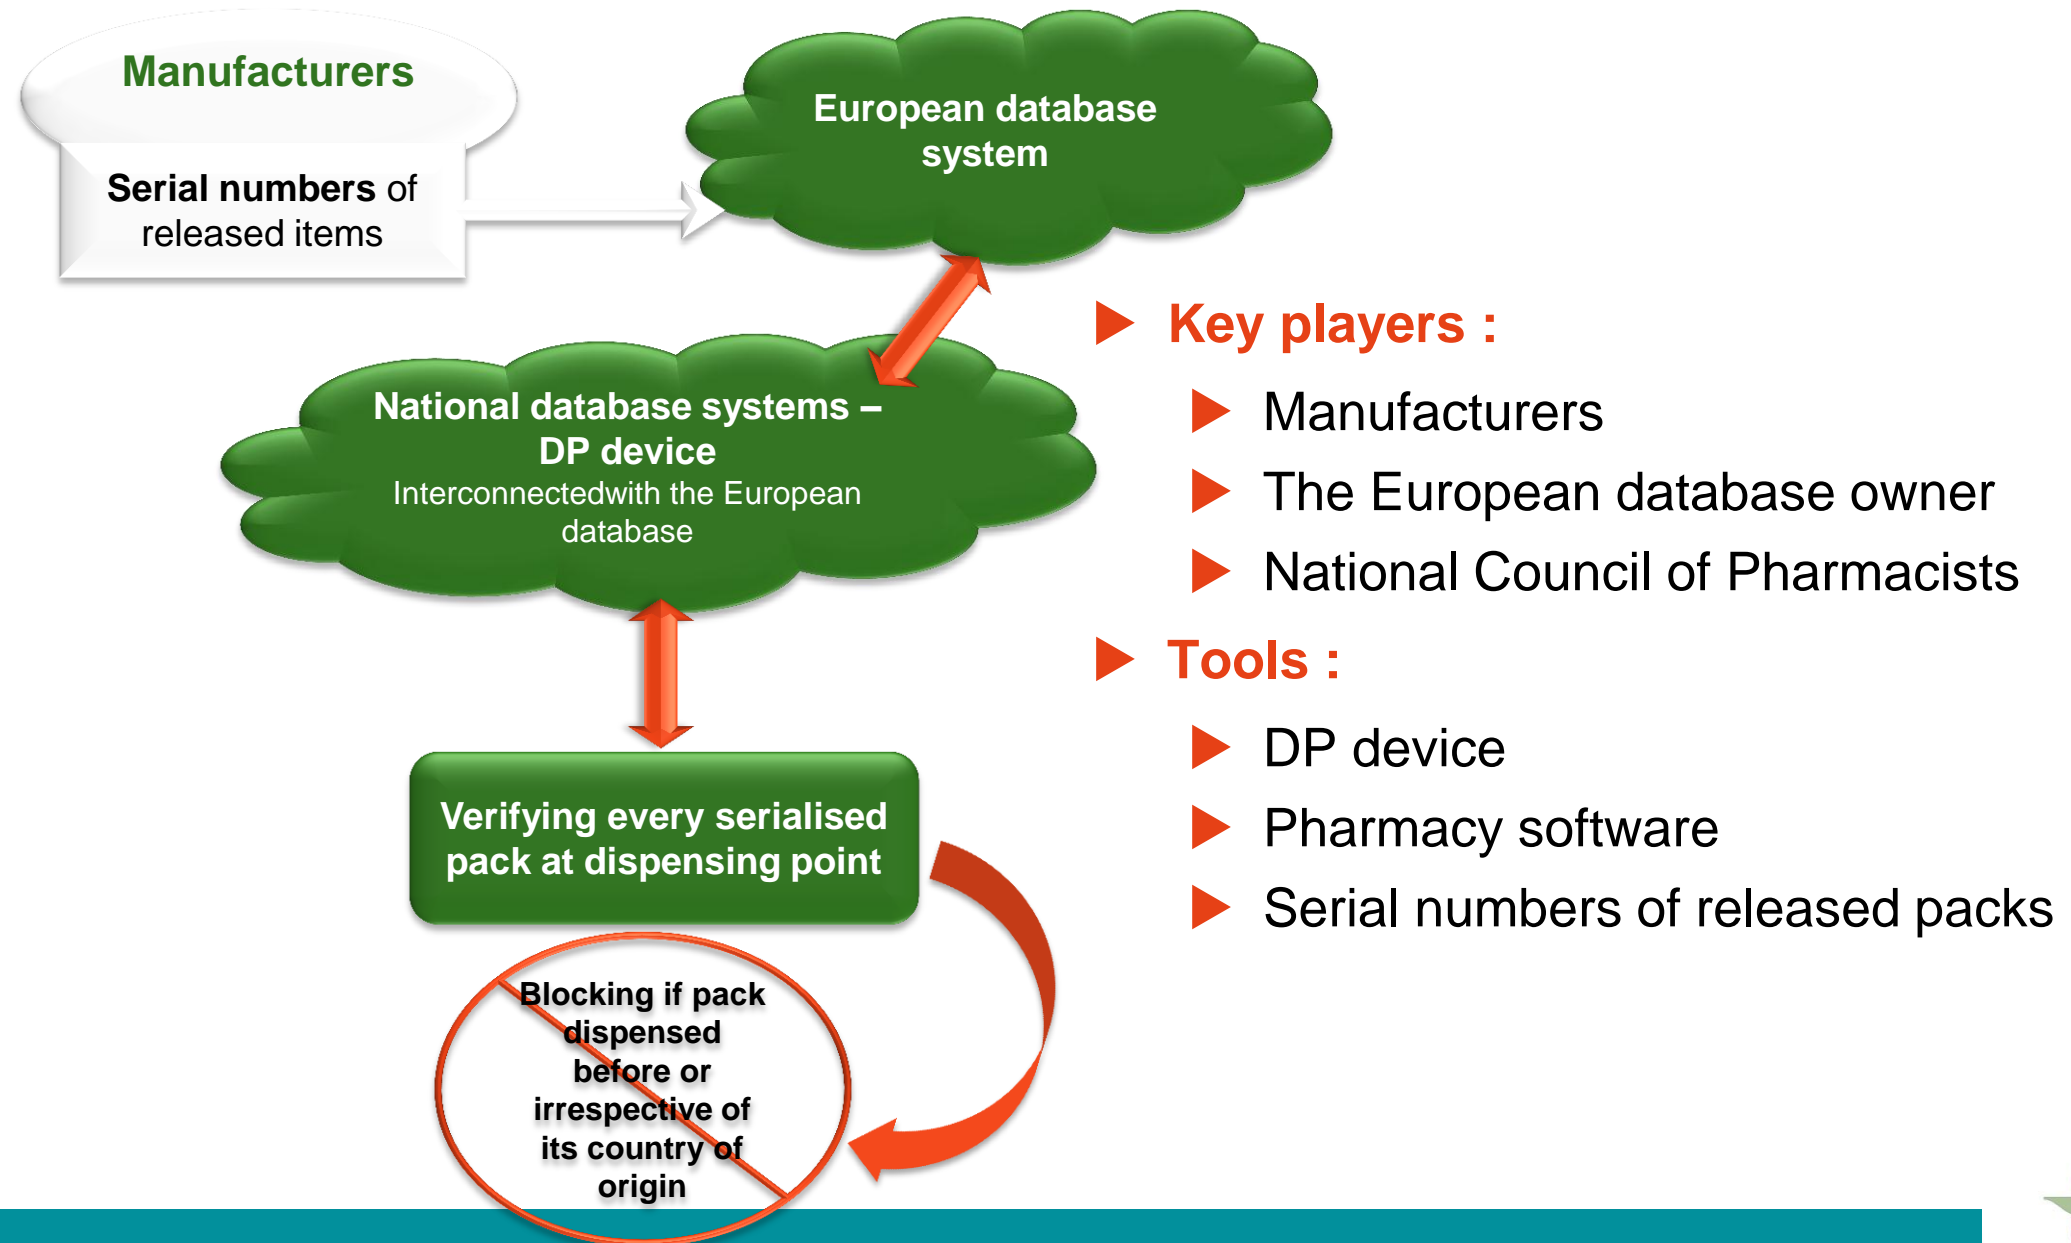 Manufacturers
Serial numbers of
released items
European database
system
National database systems –
DP device
Interconnectedwith the European
database
Verifying every serialised
pack at dispensing point
Blocking if pack
dispensed
before or
irrespective of
its country of
origin
Key players :
Manufacturers
The European database owner
National Council of Pharmacists
Tools :
DP device
Pharmacy software
Serial numbers of released packs